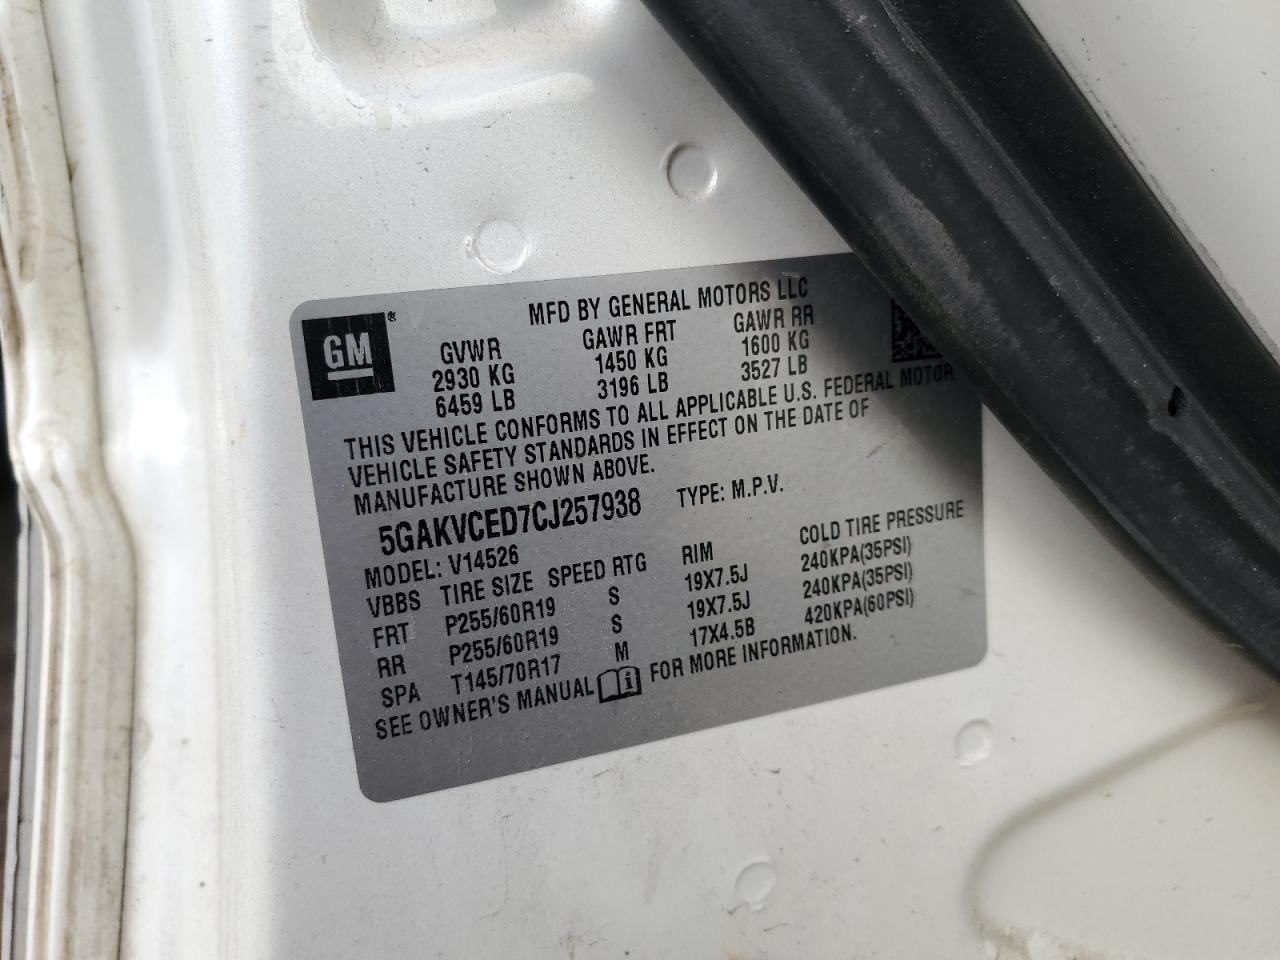 GM®
MFD BY GENERAL MOTORS LLC
GVWR GAWR FRT GAWR RR
2930 KG 1450 KG 1600 KG
6459 LB 3196 LB 3527 LB
THIS VEHICLE CONFORMS TO ALL APPLICABLE U.S. FEDERAL MOTOR
VEHICLE SAFETY STANDARDS IN EFFECT ON THE DATE OF
MANUFACTURE SHOWN ABOVE.
5GAKVCED7CJ257938 TYPE: M.P.V.
MODEL: V14526
VBBS TIRE SIZE SPEED RTG RIM COLD TIRE PRESSURE
FRT P255/60R19 S 19X7.5J 240KPA(35PSI)
RR P255/60R19 S 19X7.5J 240KPA(35PSI)
SPA T145/70R17 M 17X4.5B 420KPA(60PSI)
SEE OWNER'S MANUAL i FOR MORE INFORMATION.